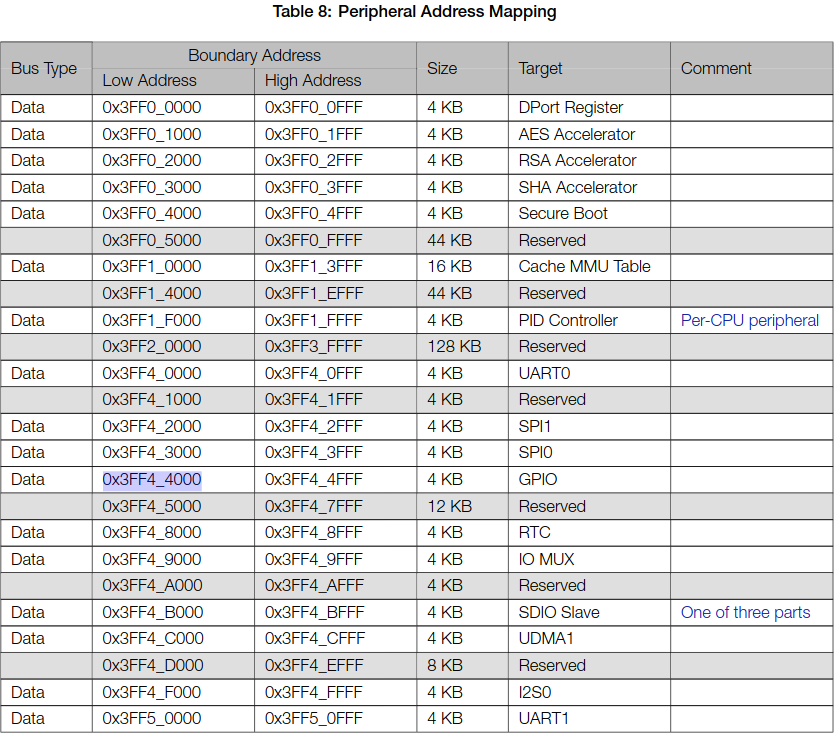 Table 8: Peripheral Address Mapping
Bus Type Boundary Address Size Target Comment
Low Address High Address
Data 0x3FF0_0000 0x3FF0_0FFF 4 KB DPort Register
Data 0x3FF0_1000 0x3FF0_1FFF 4 KB AES Accelerator
Data 0x3FF0_2000 0x3FF0_2FFF 4 KB RSA Accelerator
Data 0x3FF0_3000 0x3FF0_3FFF 4 KB SHA Accelerator
Data 0x3FF0_4000 0x3FF0_4FFF 4 KB Secure Boot
0x3FF0_5000 0x3FF0_FFFF 44 KB Reserved
Data 0x3FF1_0000 0x3FF1_3FFF 16 KB Cache MMU Table
0x3FF1_4000 0x3FF1_EFFF 44 KB Reserved
Data 0x3FF1_F000 0x3FF1_FFFF 4 KB PID Controller Per-CPU peripheral
0x3FF2_0000 0x3FF3_FFFF 128 KB Reserved
Data 0x3FF4_0000 0x3FF4_0FFF 4 KB UART0
0x3FF4_1000 0x3FF4_1FFF 4 KB Reserved
Data 0x3FF4_2000 0x3FF4_2FFF 4 KB SPI1
Data 0x3FF4_3000 0x3FF4_3FFF 4 KB SPI0
Data 0x3FF4_4000 0x3FF4_4FFF 4 KB GPIO
0x3FF4_5000 0x3FF4_7FFF 12 KB Reserved
Data 0x3FF4_8000 0x3FF4_8FFF 4 KB RTC
Data 0x3FF4_9000 0x3FF4_9FFF 4 KB IO MUX
0x3FF4_A000 0x3FF4_AFFF 4 KB Reserved
Data 0x3FF4_B000 0x3FF4_BFFF 4 KB SDIO Slave One of three parts
Data 0x3FF4_C000 0x3FF4_CFFF 4 KB UDMA1
0x3FF4_D000 0x3FF4_EFFF 8 KB Reserved
Data 0x3FF4_F000 0x3FF4_FFFF 4 KB I2S0
Data 0x3FF5_0000 0x3FF5_0FFF 4 KB UART1